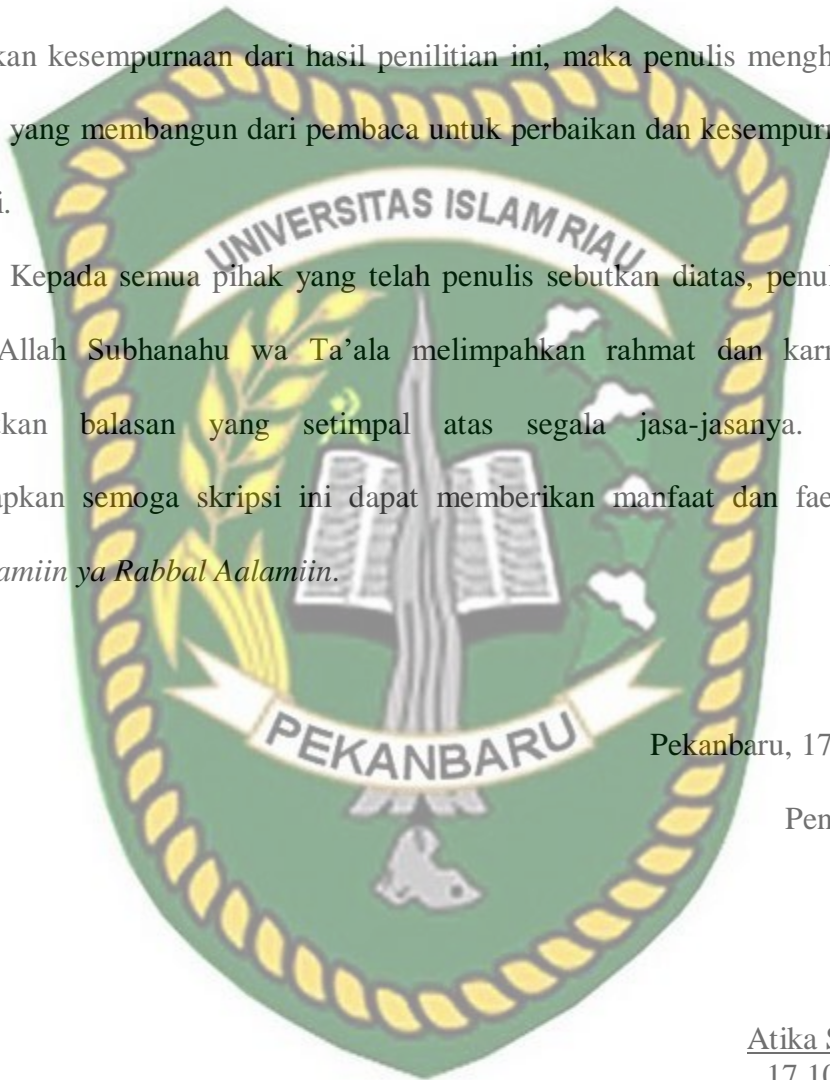 kan kesempurnaan dari hasil penilitian ini, maka penulis mengh
yang membangun dari pembaca untuk perbaikan dan kesempur
i.
UNIVERSITAS ISLAM RIAU
Kepada semua pihak yang telah penulis sebutkan diatas, penul
Allah Subhanahu wa Ta’ala melimpahkan rahmat dan karn
kan balasan yang setimpal atas segala jasa-jasanya.
pkan semoga skripsi ini dapat memberikan manfaat dan fae
amiin ya Rabbal Aalamiin.
PEKANBARU
Pekanbaru, 17
Pen
Atika S
17.10